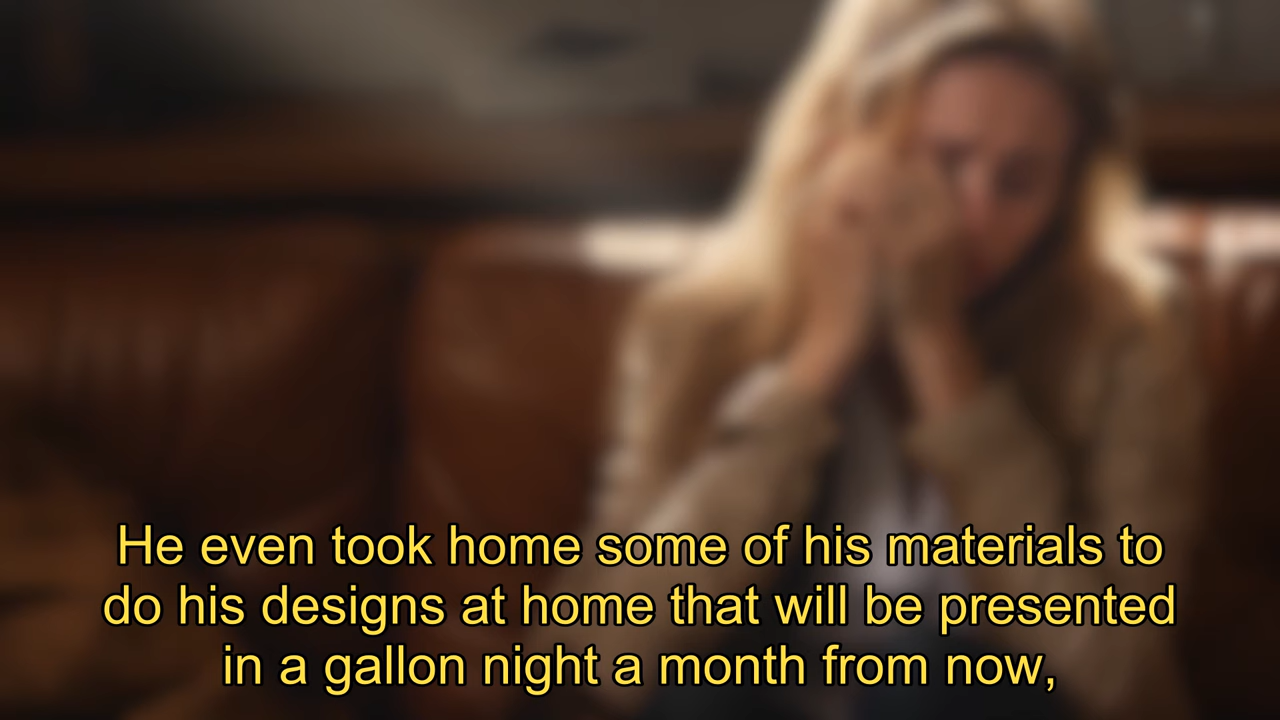 He even took home some of his materials to
do his designs at home that will be presented
in a gallon night a month from now,